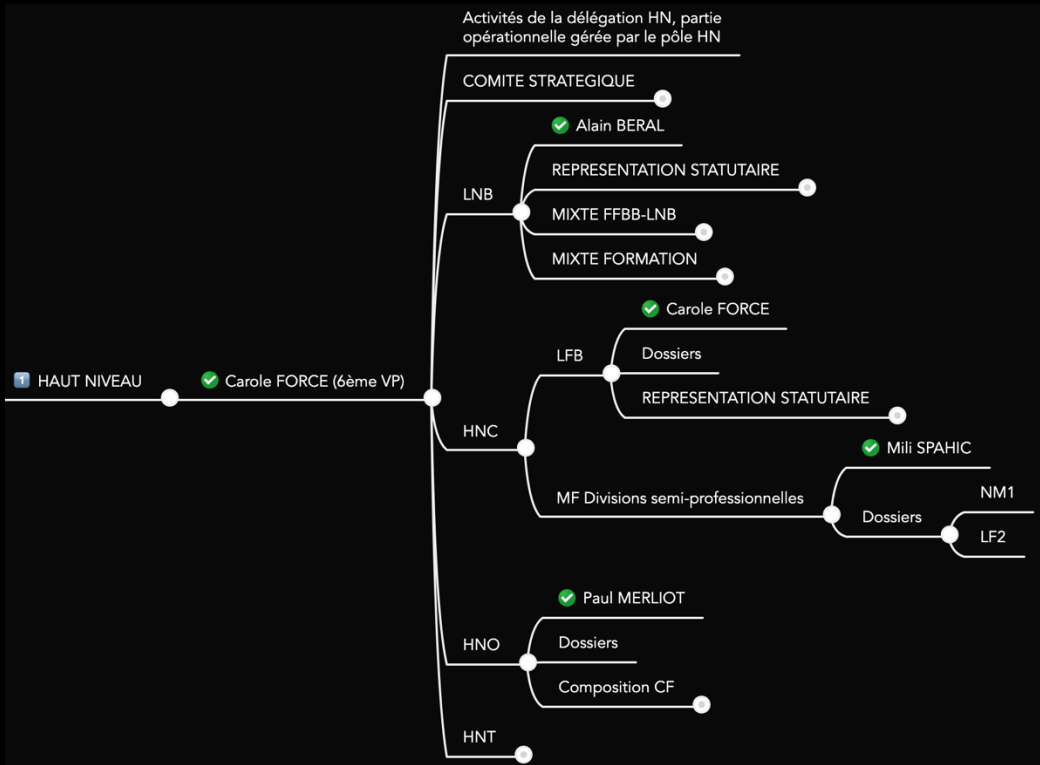 Activités de la délégation HN, partie
opérationnelle gérée par le pôle HN
COMITE STRATEGIQUE
Alain BERAL
REPRESENTATION STATUTAIRE
LNB
MIXTE FFBB-LNB
MIXTE FORMATION
Carole FORCE
LFB
Dossiers
1 HAUT NIVEAU
Carole FORCE (6ème VP)
REPRESENTATION STATUTAIRE
HNC
Mili SPAHIC
MF Divisions semi-professionnelles
NM1
Dossiers
LF2
Paul MERLIOT
HNO
Dossiers
Composition CF
HNT